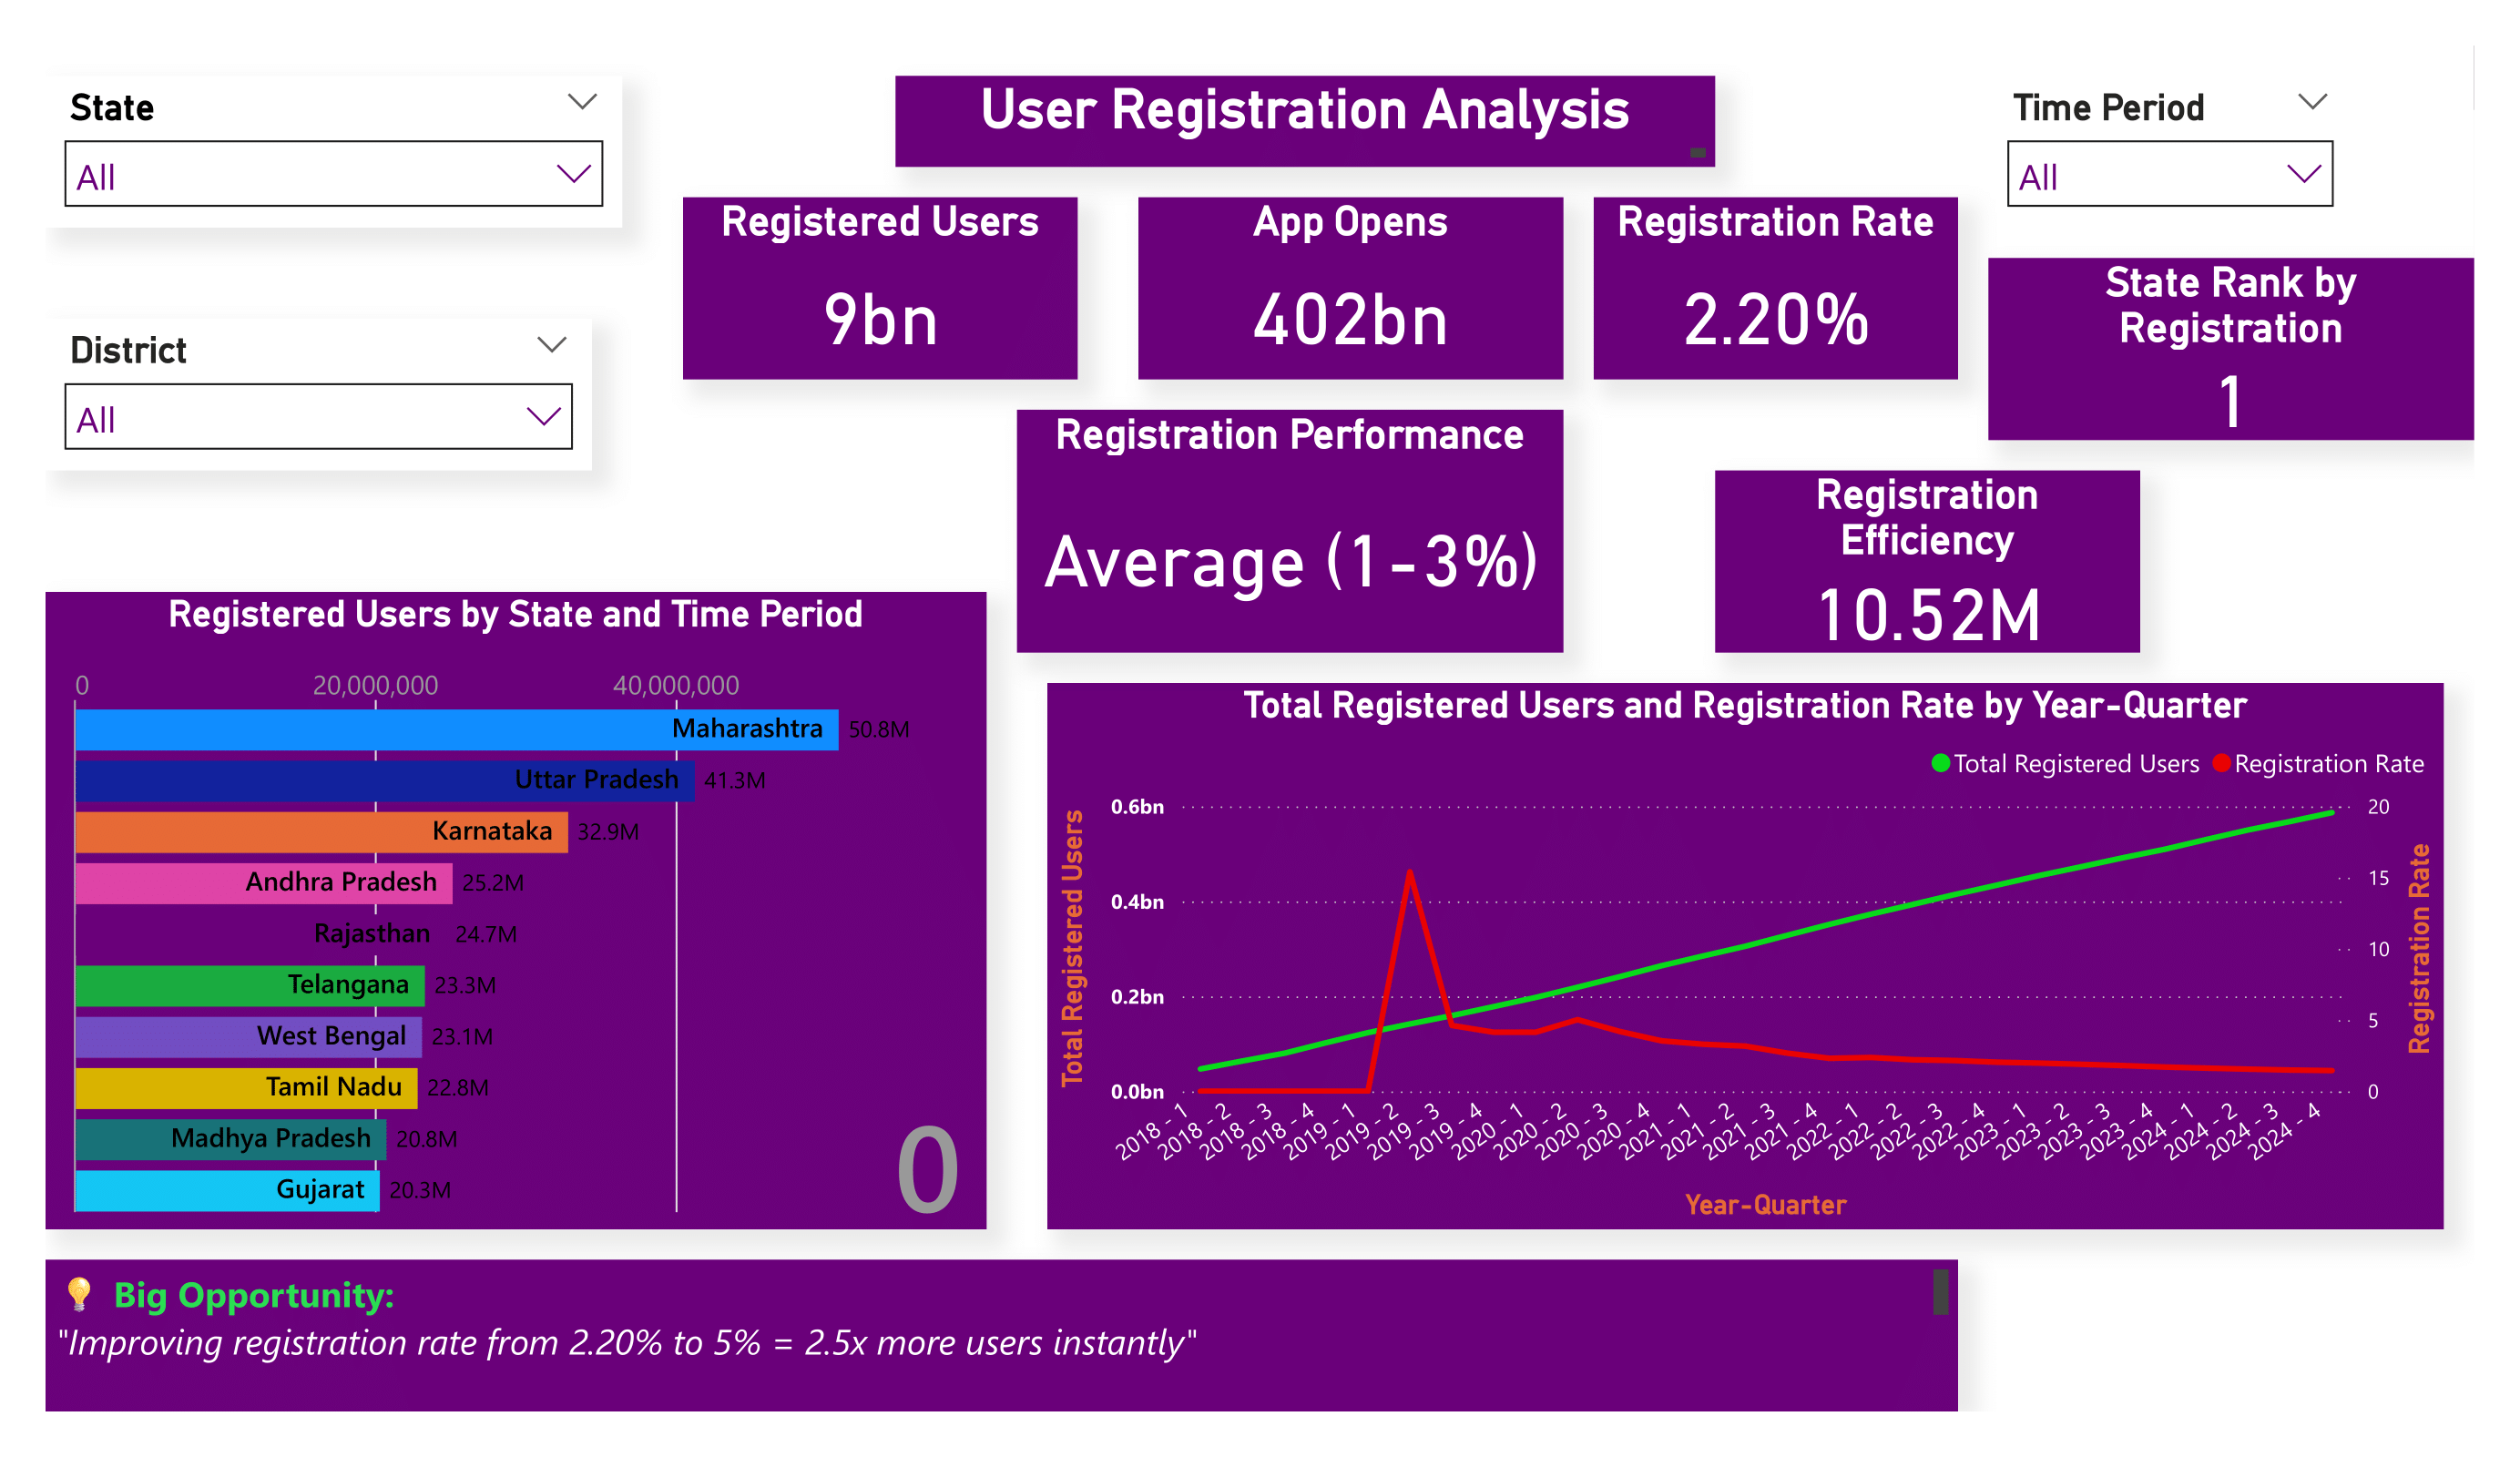 State
All
User Registration Analysis
Time Period
All
District
All
Registered Users
9bn
App Opens
402bn
Registration Rate
2.20%
State Rank by
Registration
1
Registration Performance
Average (1-3%)
Registration
Efficiency
10.52M
Registered Users by State and Time Period
0 20,000,000 40,000,000
Maharashtra 50.8M
Uttar Pradesh 41.3M
Karnataka 32.9M
Andhra Pradesh 25.2M
Rajasthan 24.7M
Telangana 23.3M
West Bengal 23.1M
Tamil Nadu 22.8M
Madhya Pradesh 20.8M
Gujarat 20.3M
0
Total Registered Users and Registration Rate by Year-Quarter
Total Registered Users Registration Rate
Total Registered Users
0.6bn
0.4bn
0.2bn
0.0bn
20
15
10
5
0
Registration Rate
2018 - 1
2018 - 2
2018 - 3
2018 - 4
2019 - 1
2019 - 2
2019 - 3
2019 - 4
2020 - 1
2020 - 2
2020 - 3
2020 - 4
2021 - 1
2021 - 2
2021 - 3
2021 - 4
2022 - 1
2022 - 2
2022 - 3
2022 - 4
2023 - 1
2023 - 2
2023 - 3
2023 - 4
2024 - 1
2024 - 2
2024 - 3
2024 - 4
Year-Quarter
💡 Big Opportunity:
"Improving registration rate from 2.20% to 5% = 2.5x more users instantly"